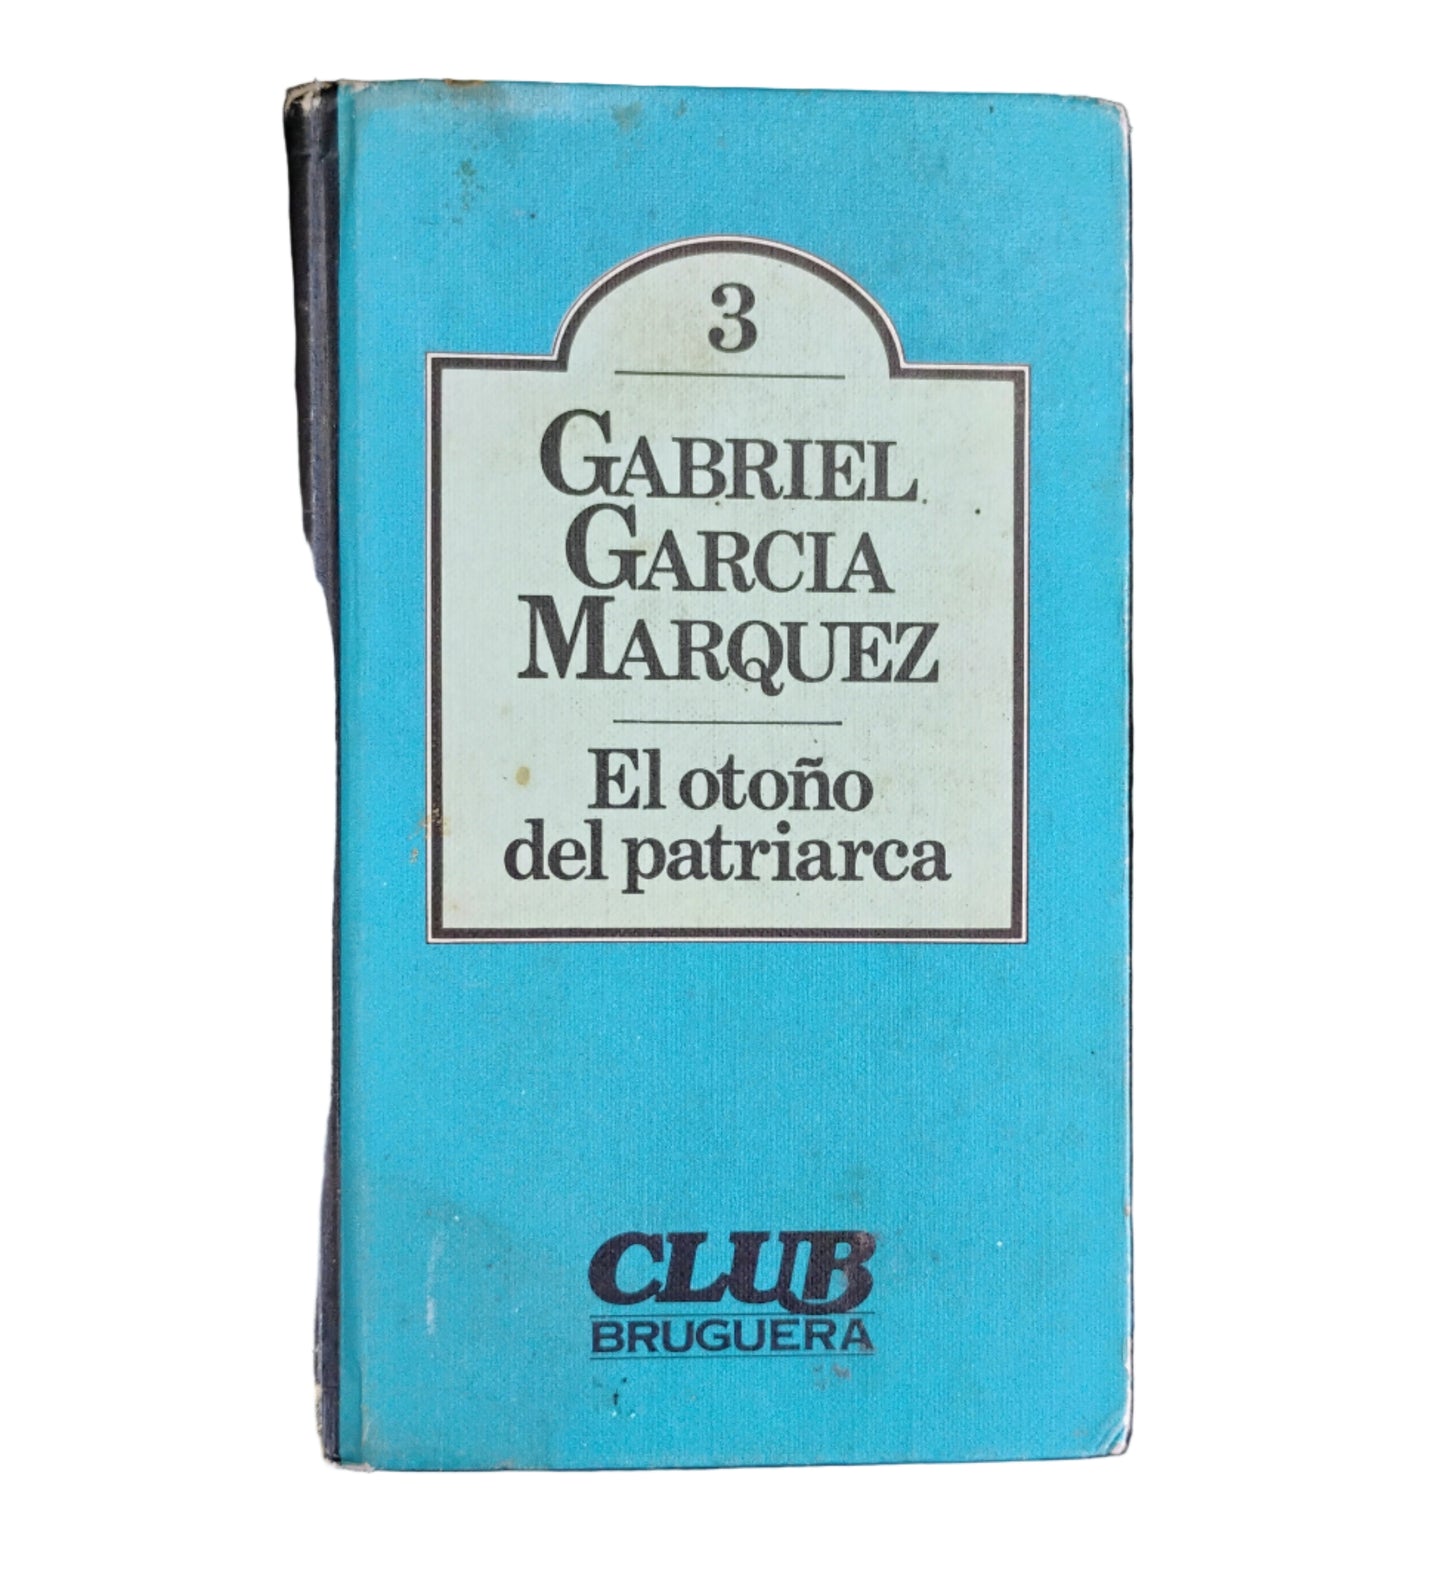 3
GABRIEL
GARCIA
MARQUEZ
El otoño
del patriarca
CLUB
BRUGUERA